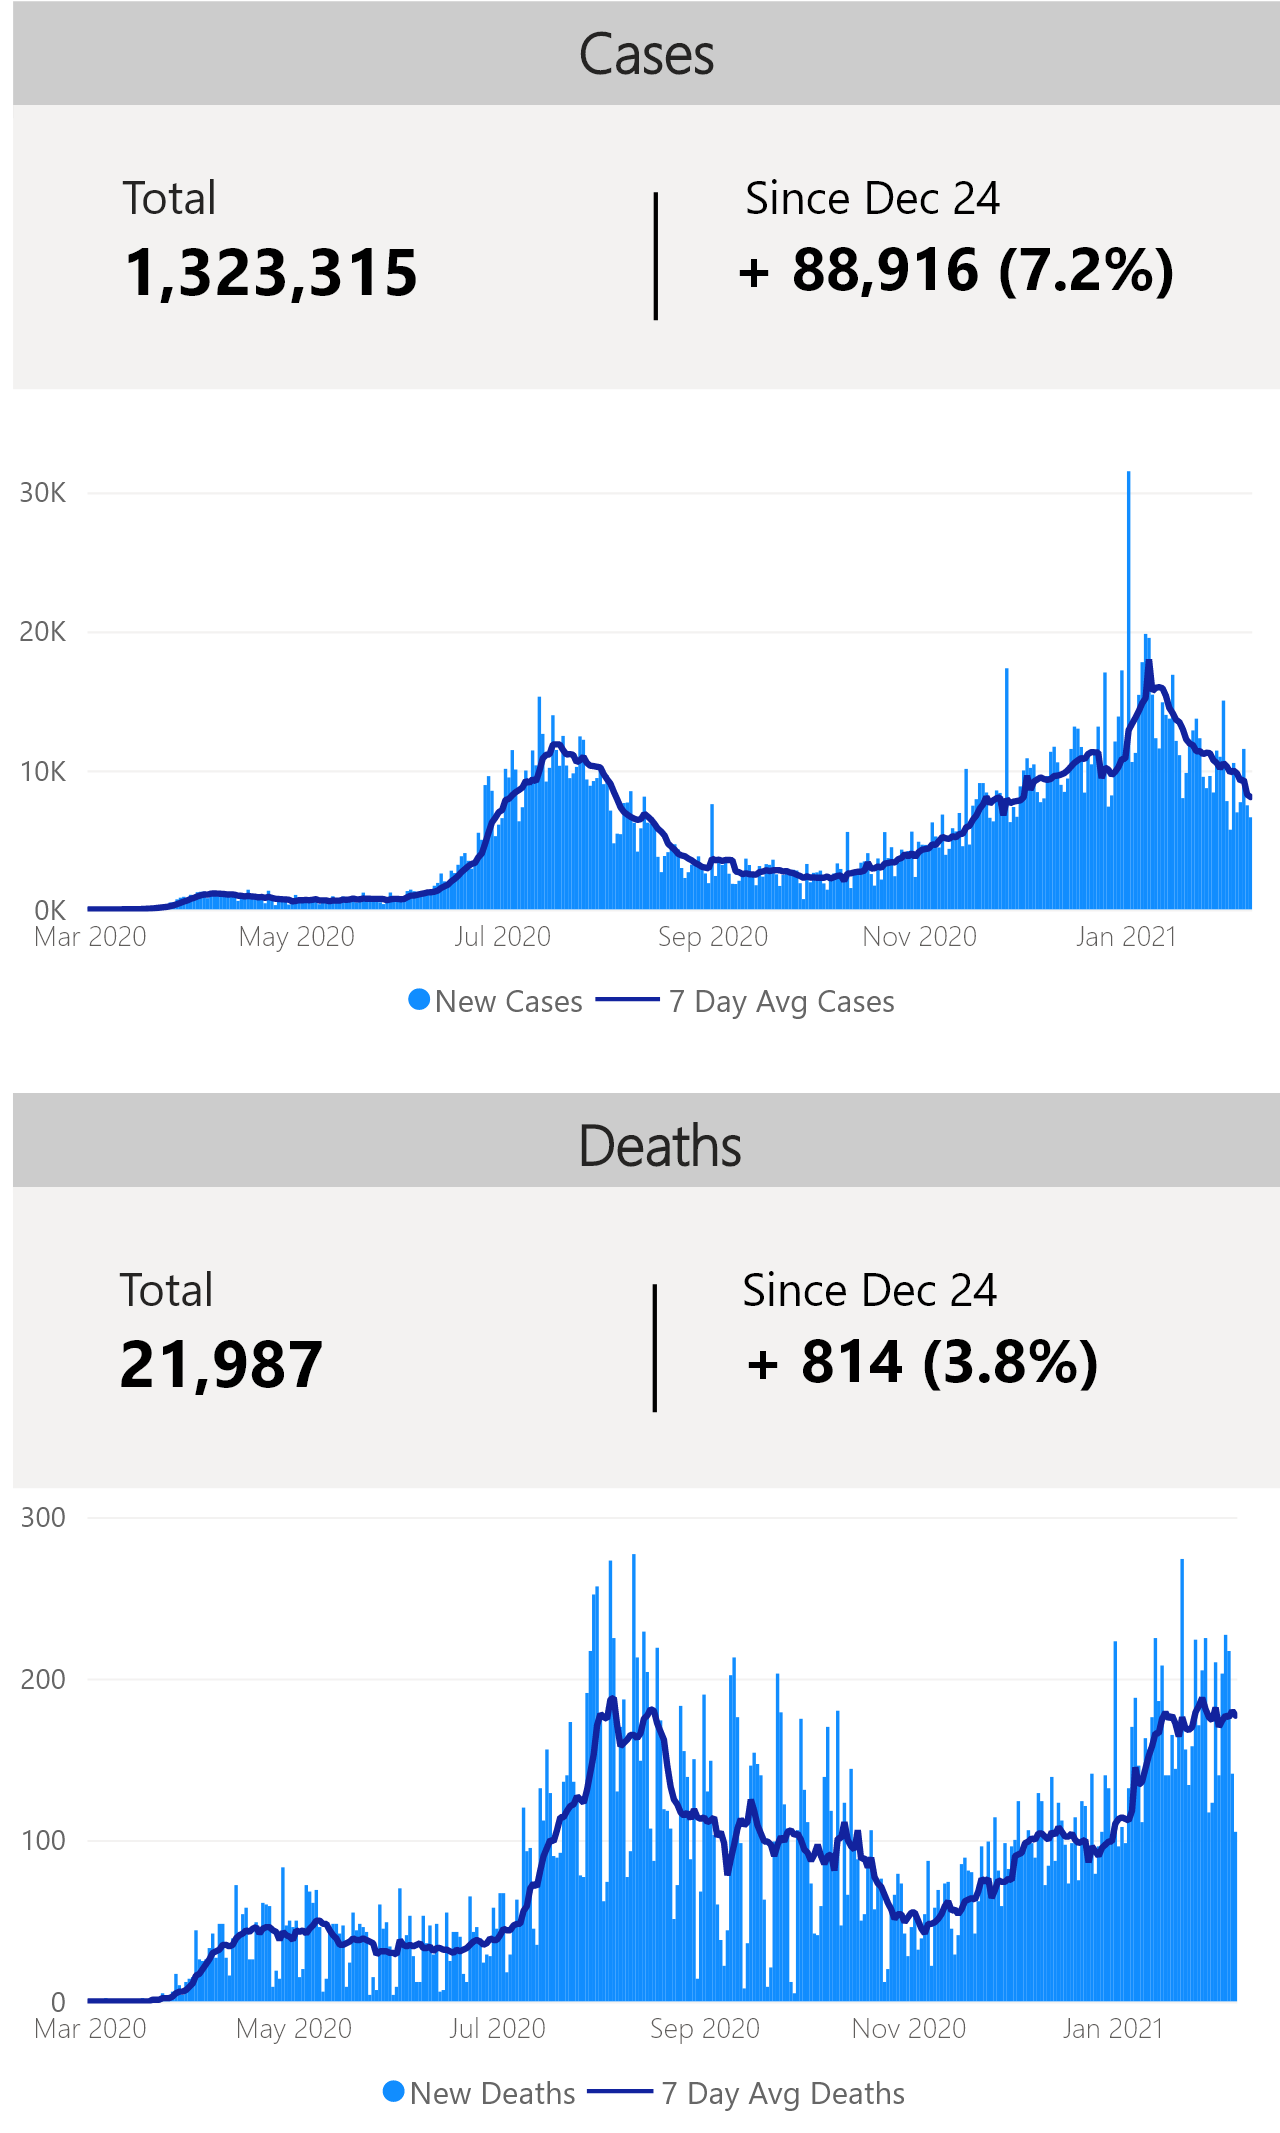 Cases
Total
Since Dec 24
1,323,315
+ 88,916 (7.2%)
30K
20K
10K
0K
Mar 2020 May 2020 Jul 2020 Sep 2020 Nov 2020 Jan 2021
New Cases 7 Day Avg Cases
Deaths
Total
Since Dec 24
21,987
+ 814 (3.8%)
300
200
100
0
Mar 2020 May 2020 Jul 2020 Sep 2020 Nov 2020 Jan 2021
New Deaths 7 Day Avg Deaths